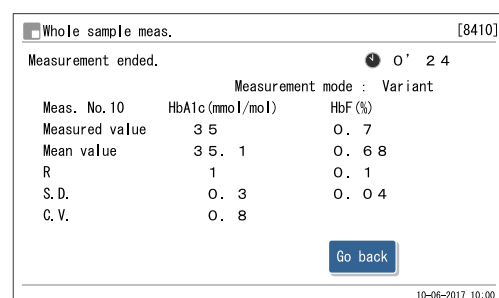 Whole sample meas. [8410]
Measurement ended. 0’ 24
Measurement mode : Variant
Meas. No.10 HbA1c(mmol/mol) HbF(%)
Measured value 35 0. 7
Mean value 35. 1 0. 68
R 1 0. 1
S.D. 0. 3 0. 04
C.V. 0. 8
Go back
10-06-2017 10:00